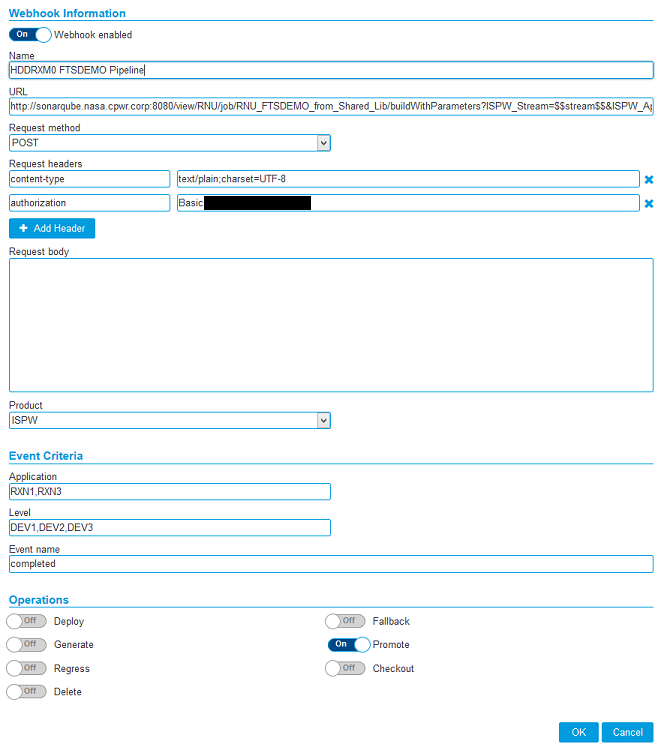 Webhook Information
On Webhook enabled
Name
HDDRXM0 FTSDEMO Pipeline
URL
http://sonarqube.nasa.cpwr.corp:8080/view/RNU/job/RNU_FTSDEMO_from_Shared_Lib/buildWithParameters?ISPW_Stream=$$stream$$&ISPW_Ap
Request method
POST
Request headers
content-type text/plain;charset=UTF-8
authorization Basic
Add Header
Request body
Product
ISPW
Event Criteria
Application
RXN1,RXN3
Level
DEV1,DEV2,DEV3
Event name
completed
Operations
Off Deploy Off Fallback
Off Generate On Promote
Off Regress Off Checkout
Off Delete
OK Cancel